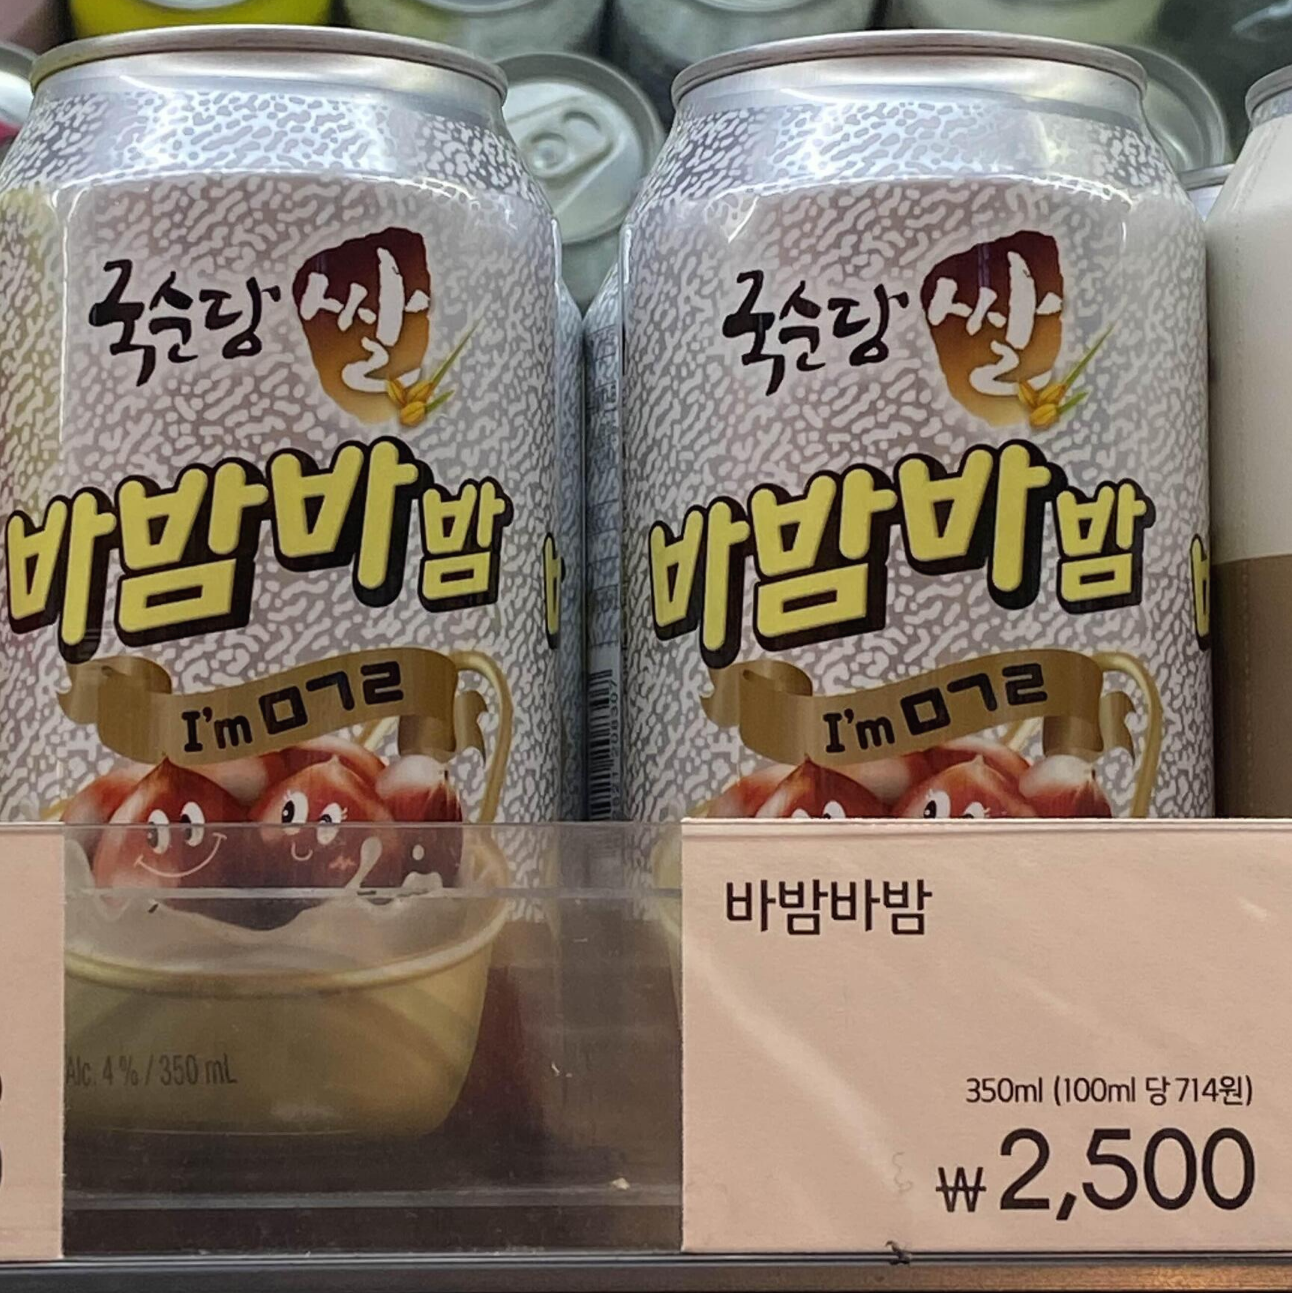 국순당 쌀
바밤바밤
I'm ㅁㄱㄹ
Alc. 4% / 350 mL
국순당 쌀
바밤바밤
I'm ㅁㄱㄹ
바밤바밤
350ml (100ml 당 714원)
₩2,500